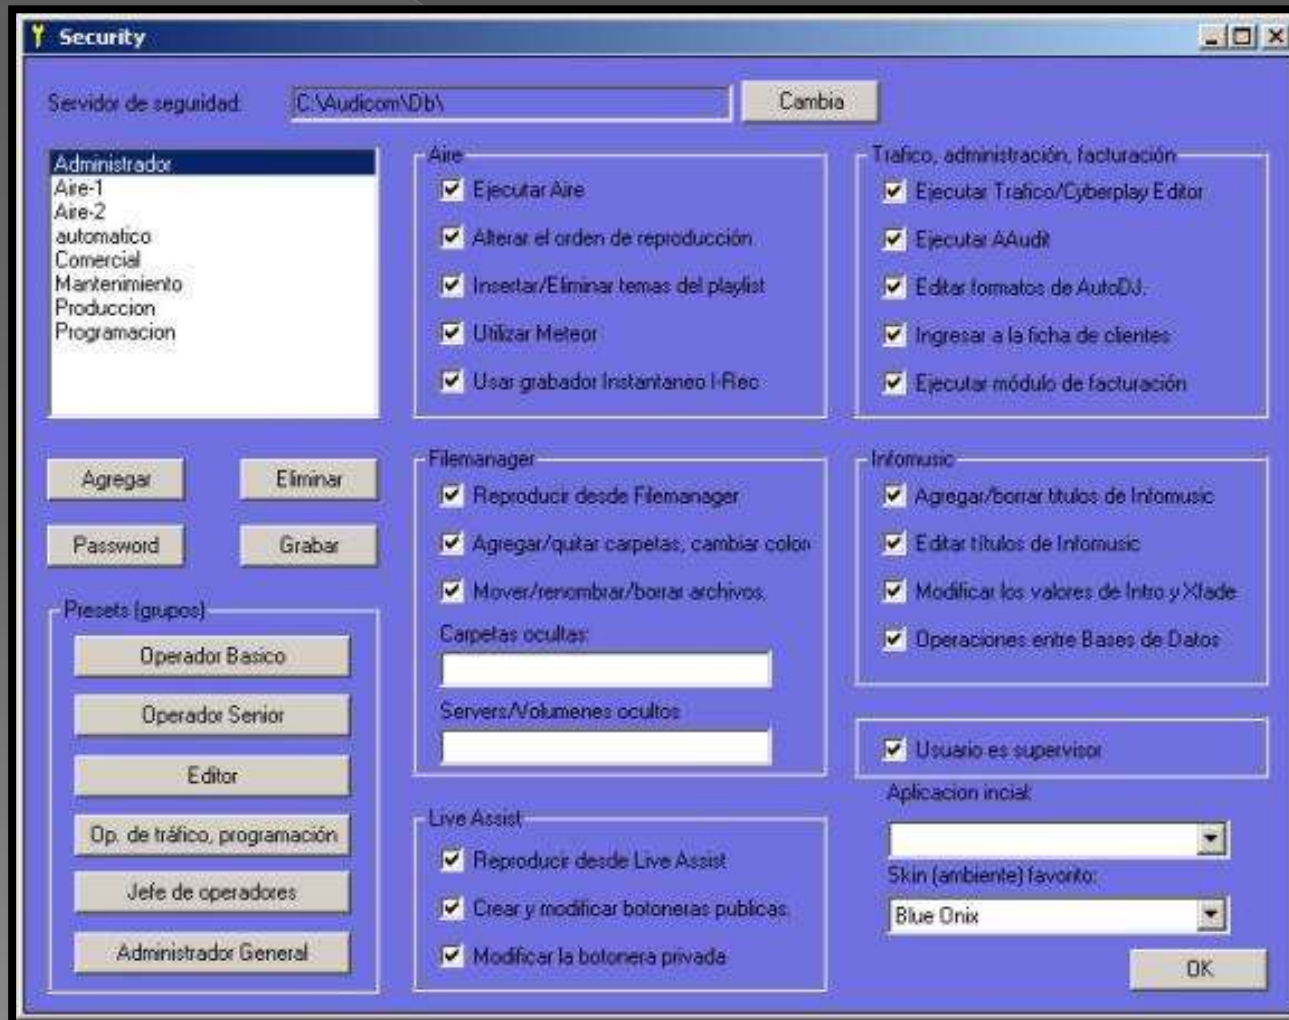 Security
Servidor de seguridad:
C:\Audicom\Db\
Cambia
Administrador
Aire-1
Aire-2
automatico
Comercial
Mantenimiento
Produccion
Programacion
Agregar
Eliminar
Password
Grabar
Presets (grupos)
Operador Basico
Operador Senior
Editor
Op. de tráfico, programación
Jefe de operadores
Administrador General
Aire
Ejecutar Aire
Alterar el orden de reproducción
Insertar/Eliminar temas del playlist
Utilizar Meteor
Usar grabador Instantaneo I-Rec
Filemanager
Reproducir desde Filemanager
Agregar/quitar carpetas, cambiar color
Mover/renombrar/borrar archivos.
Carpetas ocultas:
Servers/Volumenes ocultos
Live Assist
Reproducir desde Live Assist
Crear y modificar botoneras publicas.
Modificar la botonera privada
Trafico, administración, facturación
Ejecutar Trafico/Cyberplay Editor
Ejecutar AAudit
Editar formatos de AutoDJ.
Ingresar a la ficha de clientes
Ejecutar módulo de facturación
Infomusic
Agregar/borrar titulos de Infomusic
Editar títulos de Infomusic
Modificar los valores de Intro y Xfade
Operaciones entre Bases de Datos
Usuario es supervisor
Aplicacion incial:
Skin (ambiente) favorito:
Blue Onix
OK